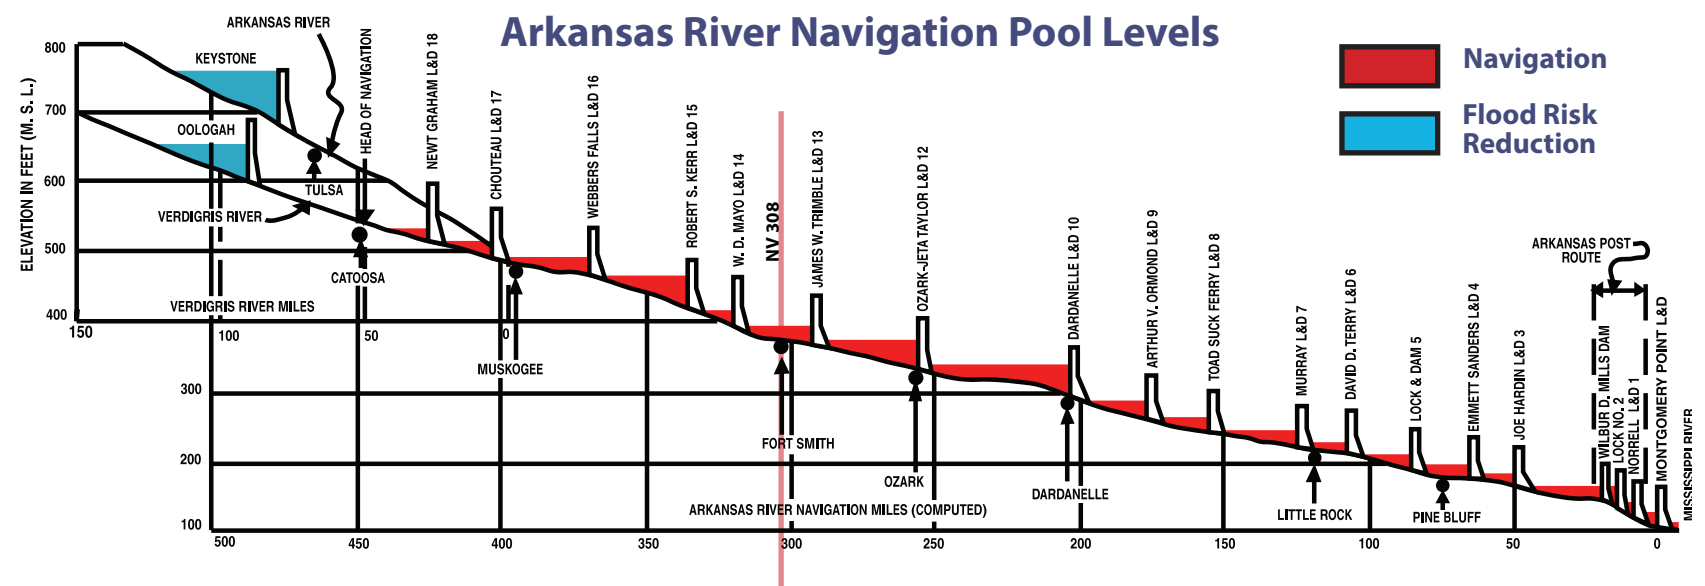 Arkansas River Navigation Pool Levels
Navigation
Flood Risk
Reduction
ELEVATION IN FEET (M. S. L.)
800
700
600
500
400
300
200
100
ARKANSAS RIVER
KEYSTONE
OOLOGAH
TULSA
VERDIGRIS RIVER
HEAD OF NAVIGATION
CATOOSA
VERDIGRIS RIVER MILES
150
100
50
0
NEWT GRAHAM L&D 18
CHOUTEAU L&D 17
MUSKOGEE
WEBBERS FALLS L&D 16
ROBERT S. KERR L&D 15
W. D. MAYO L&D 14
NV 308
JAMES W. TRIMBLE L&D 13
FORT SMITH
OZARK-JETA TAYLOR L&D 12
OZARK
DARDANELLE L&D 10
DARDANELLE
ARTHUR V. ORMOND L&D 9
TOAD SUCK FERRY L&D 8
MURRAY L&D 7
LITTLE ROCK
DAVID D. TERRY L&D 6
LOCK & DAM 5
PINE BLUFF
EMMETT SANDERS L&D 4
JOE HARDIN L&D 3
ARKANSAS POST
ROUTE
WILBUR D. MILLS DAM
LOCK NO. 2
NORRELL L&D 1
MONTGOMERY POINT L&D
MISSISSIPPI RIVER
ARKANSAS RIVER NAVIGATION MILES (COMPUTED)
500
450
400
350
300
250
200
150
100
50
0